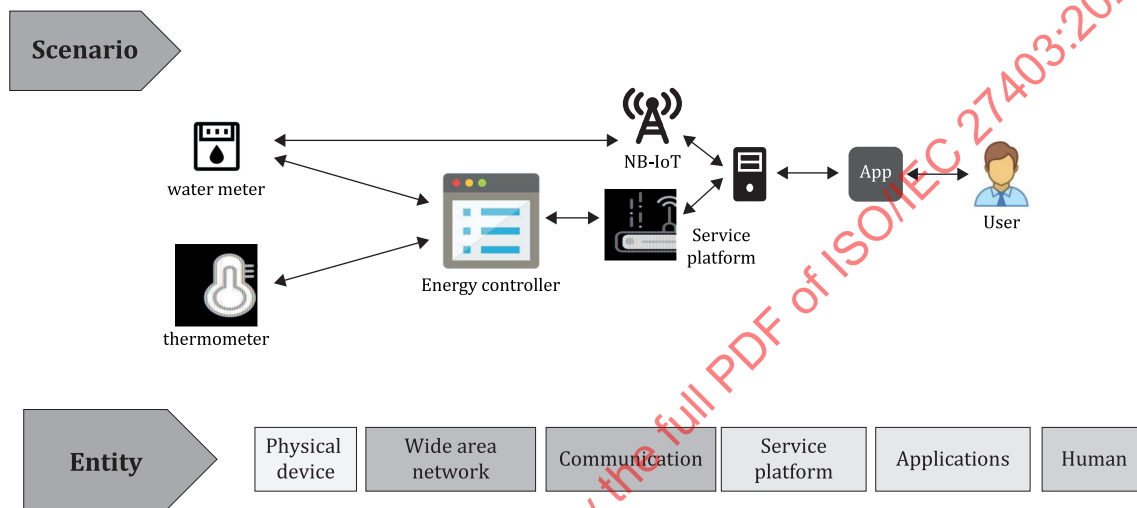 Scenario
water meter
NB-IoT
App
User
Service
platform
Energy controller
thermometer
Entity
Physical
device
Wide area
network
Communication
Service
platform
Applications
Human
y the full PDF of ISO/IEC 27403:202